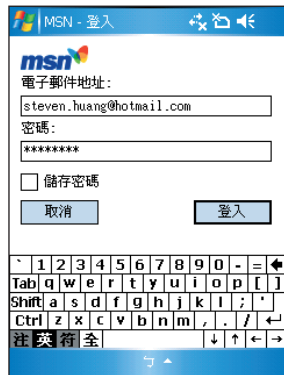 MSN - 登入
msn
電子郵件地址:
steven.huang@hotmail.com
密碼:
********
儲存密碼
取消 登入
` 1 2 3 4 5 6 7 8 9 0 - =
Tab q w e r t y u i o p [ ]
Shift a s d f g h j k l ; '
Ctrl z x c v b n m , . /
注 英 符 全
ㄅ